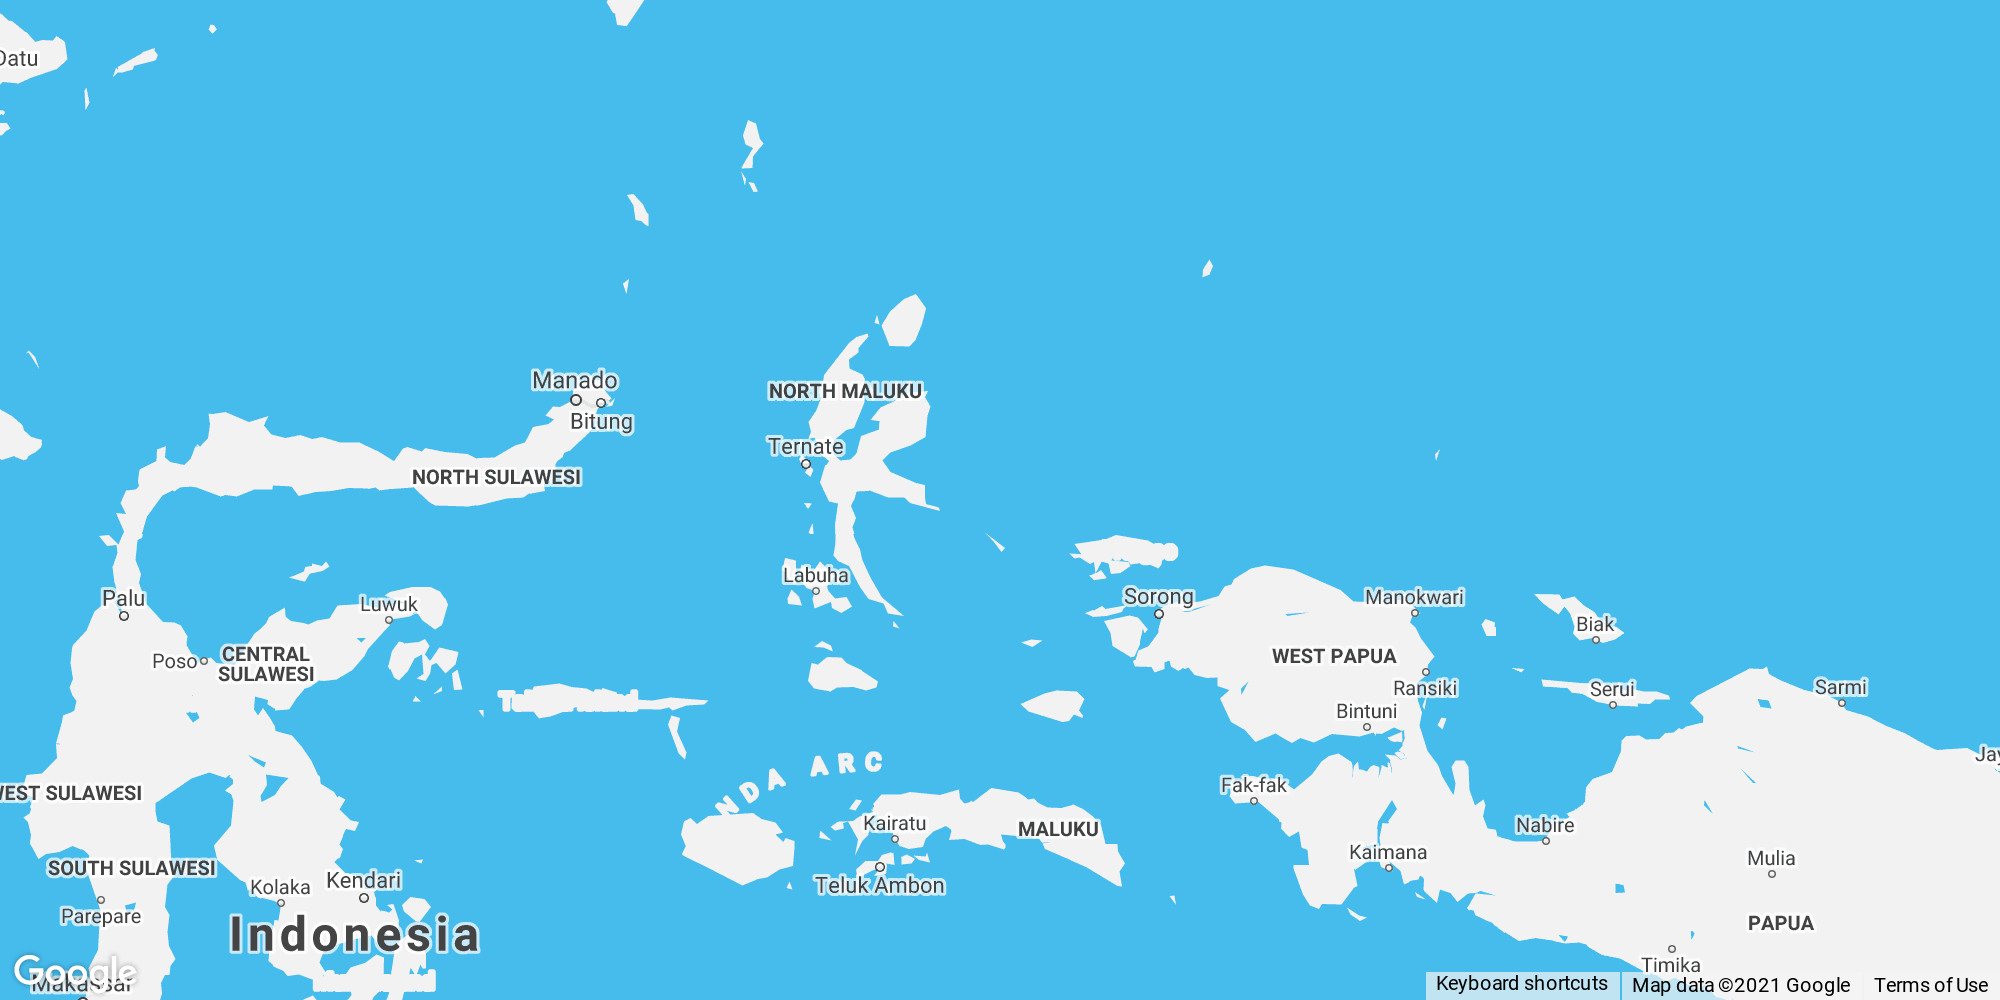 Datu
Manado
Bitung
NORTH MALUKU
Ternate
NORTH SULAWESI
Labuha
Palu
Luwuk
Sorong
Manokwari
Biak
Poso
CENTRAL
SULAWESI
WEST PAPUA
Ransiki
Serui
Sarmi
Bintuni
NDA ARC
Jay
WEST SULAWESI
Fak-fak
Kairatu
MALUKU
Nabire
SOUTH SULAWESI
Kaimana
Mulia
Kolaka
Kendari
Teluk Ambon
Parepare
Indonesia
PAPUA
Timika
Google
Makassar
Keyboard shortcuts
Map data ©2021 Google
Terms of Use